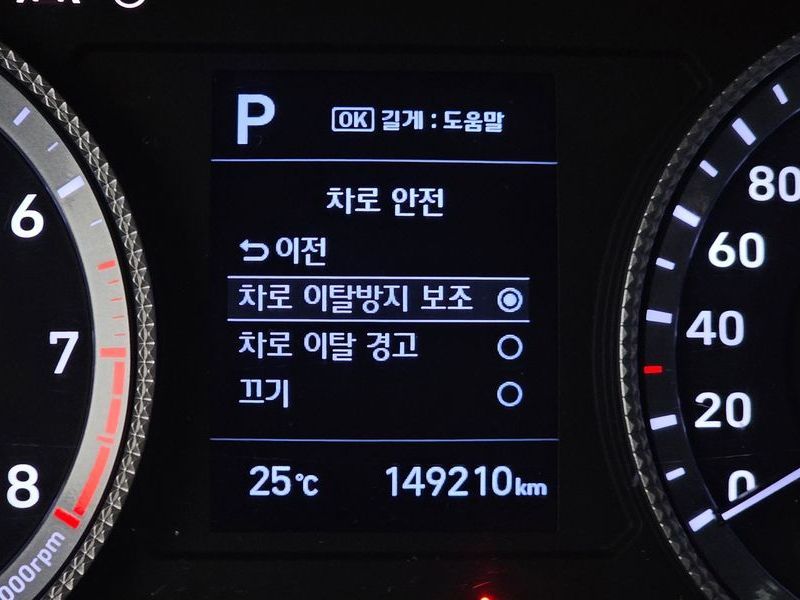 P
OK 길게 : 도움말
차로 안전
이전
차로 이탈방지 보조
차로 이탈 경고
끄기
25℃ 149210km
6
7
8
000rpm
80
60
40
20
0